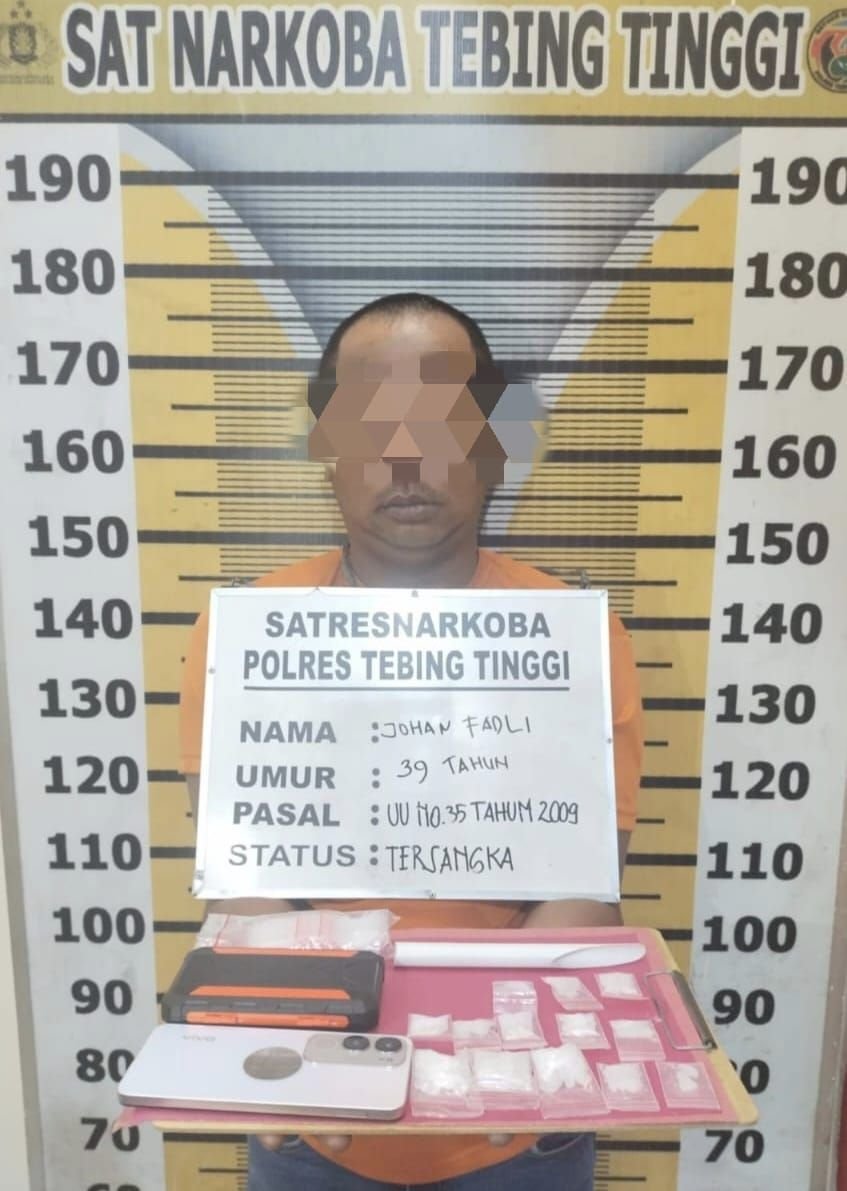 SAT NARKOBA TEBING TINGGI
190 190
180 180
170 170
160 160
150 150
140 140
130 130
120 120
110 110
100 100
90 90
80
70 70
SATRESNARKOBA
POLRES TEBING TINGGI
NAMA : JOHAN FADLI
UMUR : 39 TAHUN
PASAL : UU NO.35 TAHUM 2009
STATUS : TERSANGKA
vivo